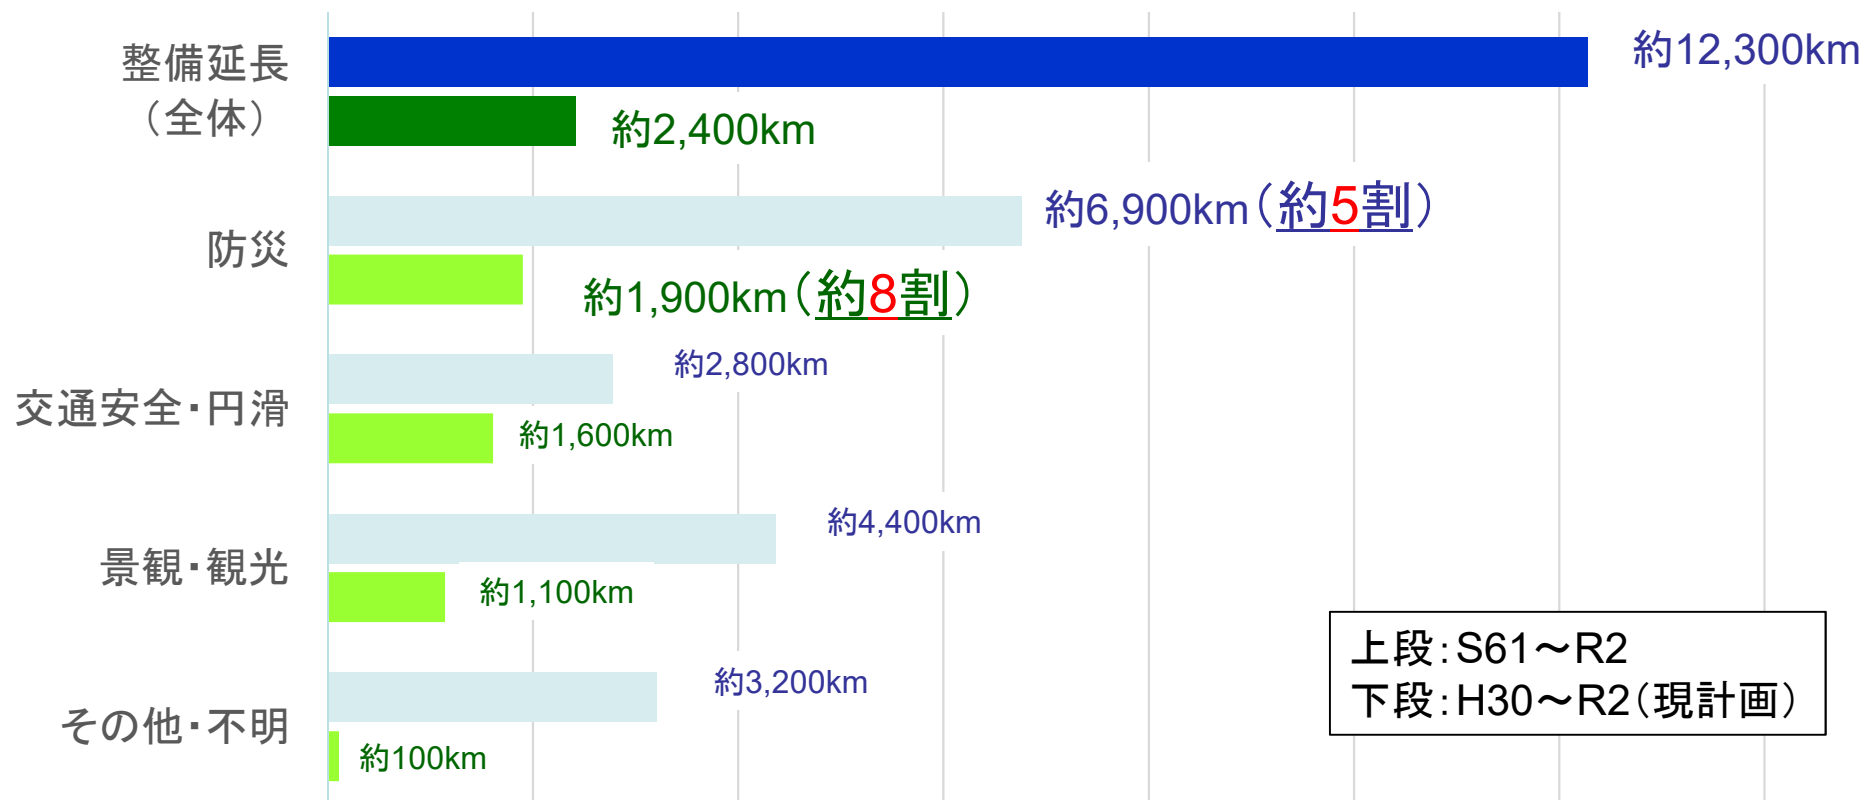 整備延長
（全体）
約12,300km
約2,400km
防災
約6,900km（約5割）
約1,900km（約8割）
交通安全・円滑
約2,800km
約1,600km
景観・観光
約4,400km
約1,100km
その他・不明
約3,200km
約100km
上段：S61～R2
下段：H30～R2（現計画）